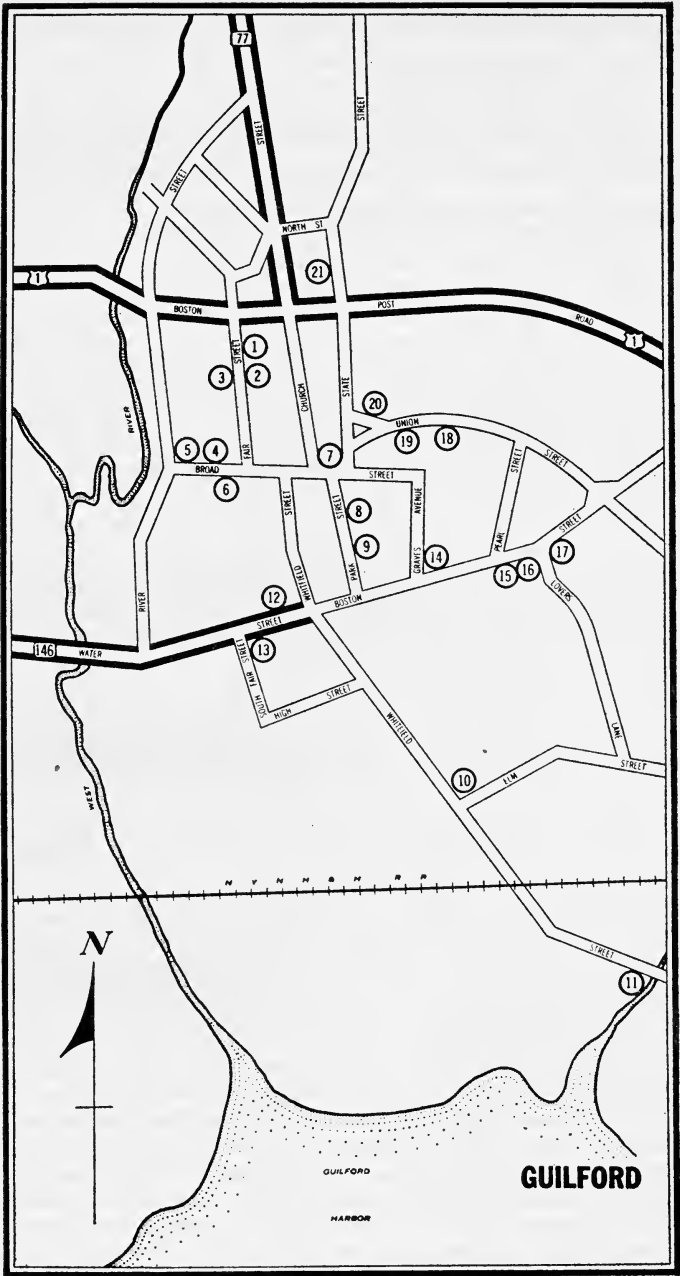 77
STREET
STREET
STREET
NORTH ST
21
1
BOSTON
POST
ROAD
1
STREET
1
3
2
CHURCH
STATE
20
RIVER
UNION
19
18
5
4
FAIR
7
BROAD
STREET
STREET
STREET
6
STREET
STREET
8
AVENUE
STREET
9
PARK
GRAVES
14
PEARL
17
15
16
LOVERS
RIVER
12
WHITFIELD
BOSTON
STREET
146
WATER
13
STREET
SOUTH FAIR
HIGH
STREET
WHITFIELD
LANE
STREET
10
ELM
WEST
N Y N H & H R R
STREET
11
N
GUILFORD
HARBOR
GUILFORD